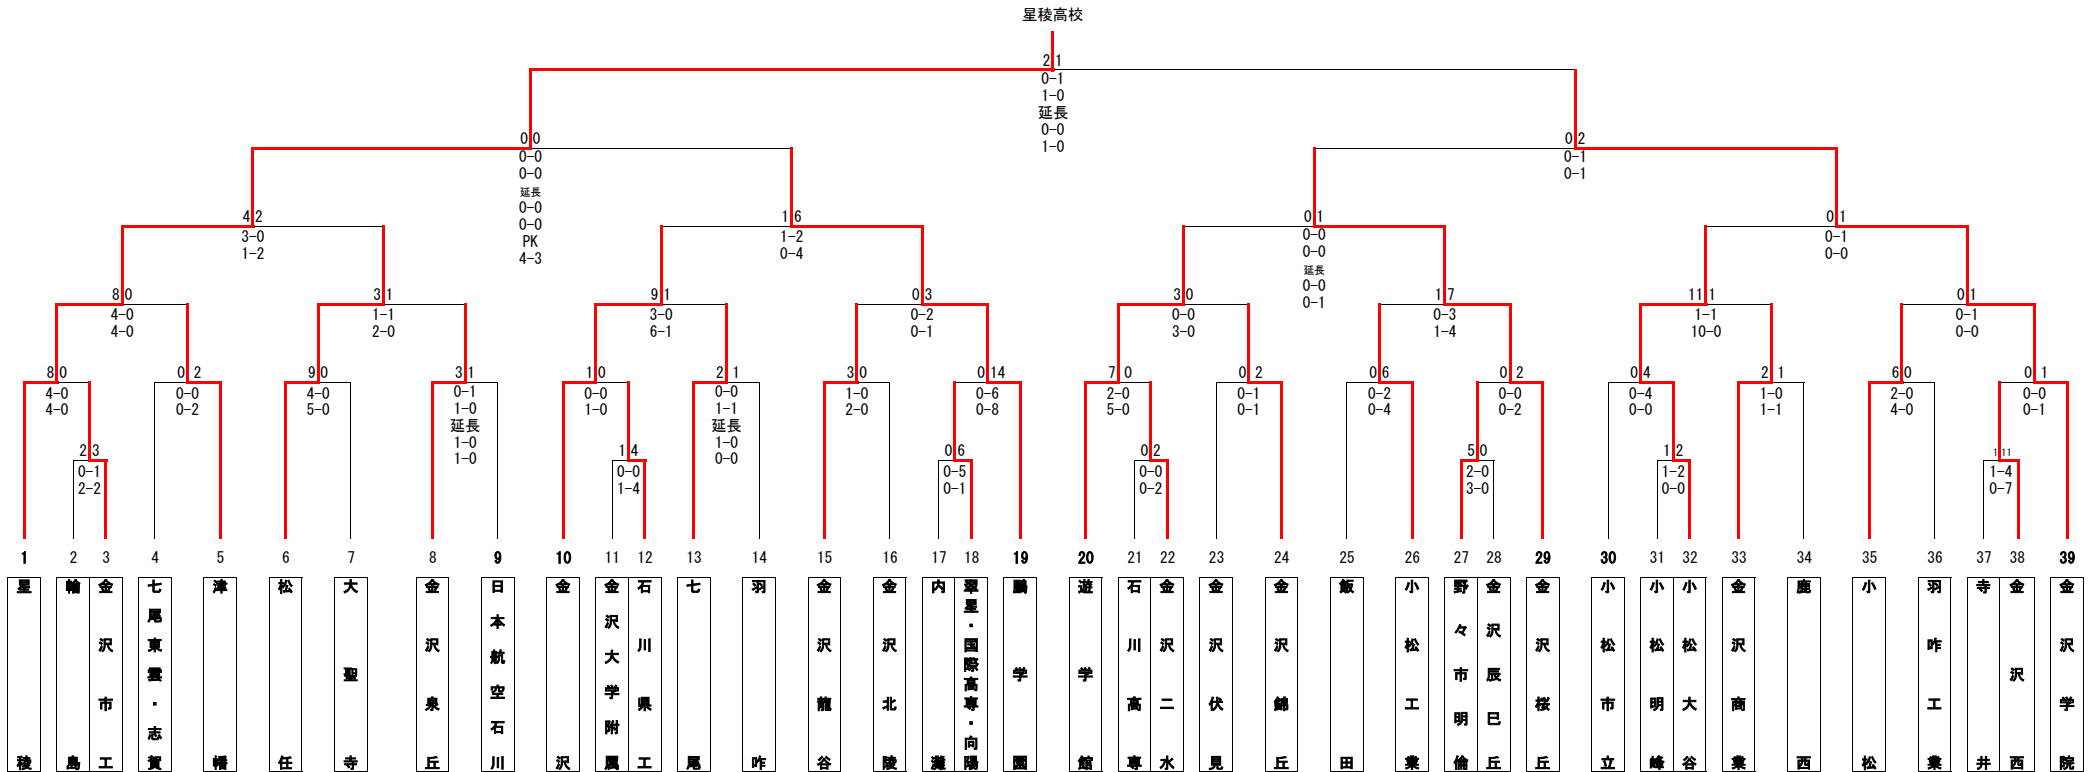 星稜高校
2 1
0-1
1-0
延長
0-0
1-0
0 0
0-0
0-0
延長
0-0
0-0
PK
4-3
0 2
0-1
0-1
4 2
3-0
1-2
1 6
1-2
0-4
0 1
0-0
0-0
延長
0-0
0-1
0 1
0-1
0-0
8 0
4-0
4-0
3 1
1-1
2-0
9 1
3-0
6-1
0 3
0-2
0-1
3 0
0-0
3-0
1 7
0-3
1-4
11 1
1-1
10-0
0 1
0-1
0-0
8 0
4-0
4-0
0 2
0-0
0-2
9 0
4-0
5-0
3 1
0-1
1-0
延長
1-0
1-0
1 0
0-0
1-0
2 1
0-0
1-1
延長
1-0
0-0
3 0
1-0
2-0
0 14
0-6
0-8
7 0
2-0
5-0
0 2
0-1
0-1
0 6
0-2
0-4
0 2
0-0
0-2
0 4
0-4
0-0
2 1
1-0
1-1
6 0
2-0
4-0
0 1
0-0
0-1
2 3
0-1
2-2
1 4
0-0
1-4
0 6
0-5
0-1
0 2
0-0
0-2
5 0
2-0
3-0
1 2
1-2
0-0
1 11
1-4
0-7
1 2 3 4 5 6 7 8 9 10 11 12 13 14 15 16 17 18 19 20 21 22 23 24 25 26 27 28 29 30 31 32 33 34 35 36 37 38 39
星稜
輪島
金沢市工
七尾東雲・志賀
津幡
松任
大聖寺
金沢泉丘
日本航空石川
金沢
金沢大学附属
石川県工
七尾
羽咋
金沢龍谷
金沢北陵
内灘
翠星・国際高専・向陽
鵬学園
遊学館
石川高専
金沢二水
金沢伏見
金沢錦丘
飯田
小松工業
野々市明倫
金沢辰巳丘
金沢桜丘
小松市立
小松明峰
小松大谷
金沢商業
鹿西
小松
羽咋工業
寺井
金沢西
金沢学院